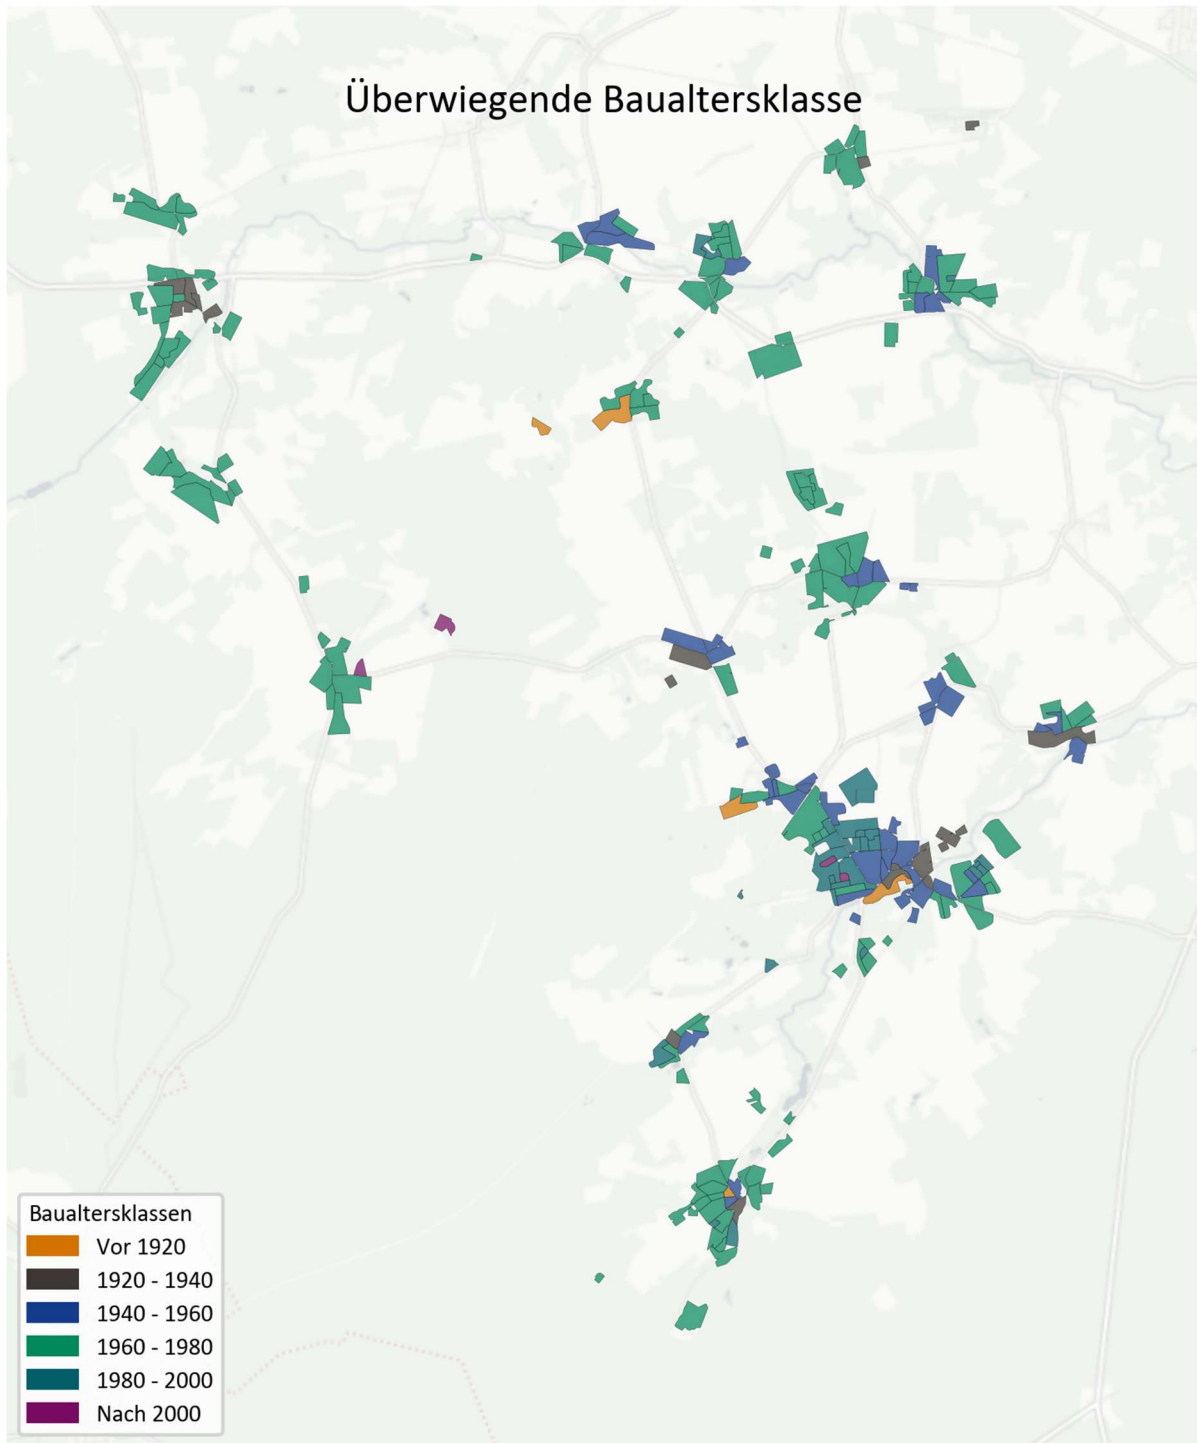 Überwiegende Baualtersklasse
Baualtersklassen
Vor 1920
1920 - 1940
1940 - 1960
1960 - 1980
1980 - 2000
Nach 2000